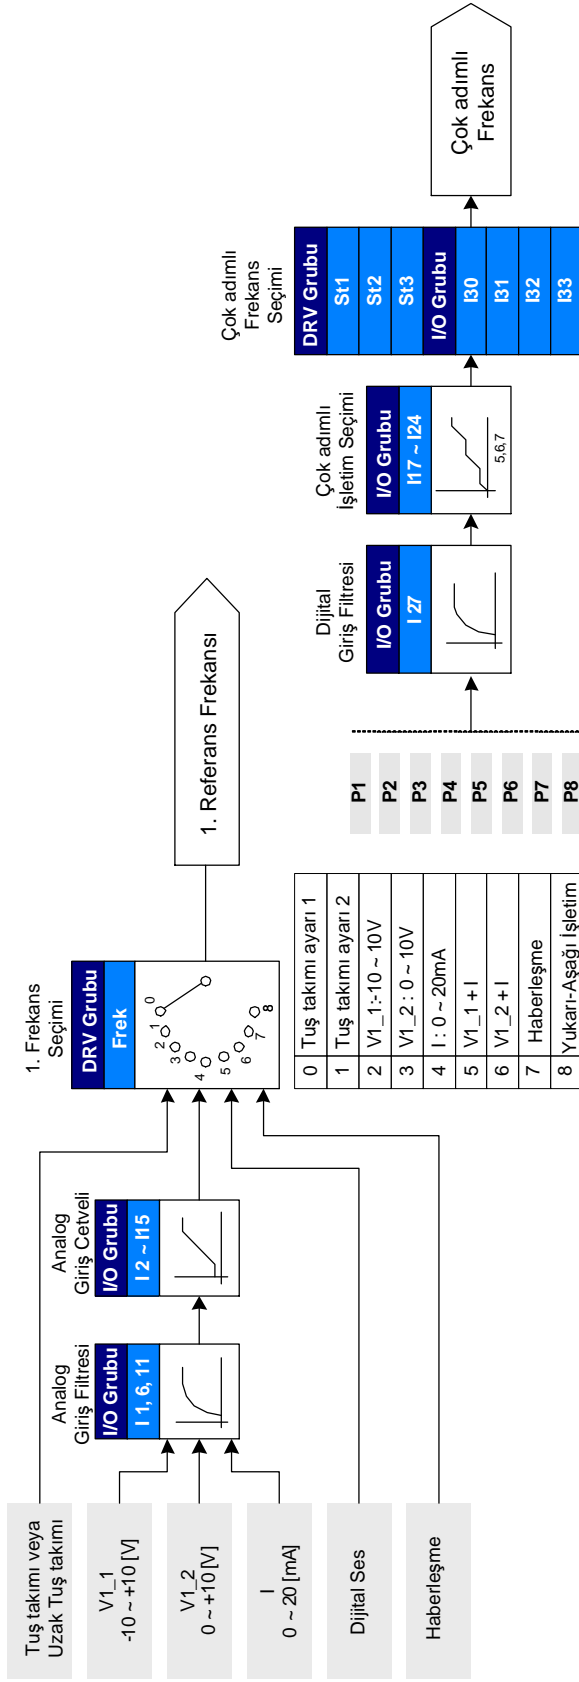 Tuş takımı veya
Uzak Tuş takımı
V1_1
-10 ~ +10 [V]
V1_2
0 ~ +10 [V]
I
0 ~ 20 [mA]
Dijital Ses
Haberleşme
Analog
Giriş Filtresi
I/O Grubu
I 1, 6, 11
Analog
Giriş Cetveli
I/O Grubu
I 2 ~ I15
1. Frekans
Seçimi
DRV Grubu
Frek
0
1
2
3
4
5
6
7
8
1. Referans Frekansı
0 Tuş takımı ayarı 1
1 Tuş takımı ayarı 2
2 V1_1:-10 ~ 10V
3 V1_2 : 0 ~ 10V
4 I : 0 ~ 20mA
5 V1_1 + I
6 V1_2 + I
7 Haberleşme
8 Yukarı-Aşağı İşletim
P1
P2
P3
P4
P5
P6
P7
P8
Dijital
Giriş Filtresi
I/O Grubu
I 27
Çok adımlı
İşletim Seçimi
I/O Grubu
I17 ~ I24
5,6,7
Çok adımlı
Frekans
Seçimi
DRV Grubu
St1
St2
St3
I/O Grubu
I30
I31
I32
I33
Çok adımlı
Frekans